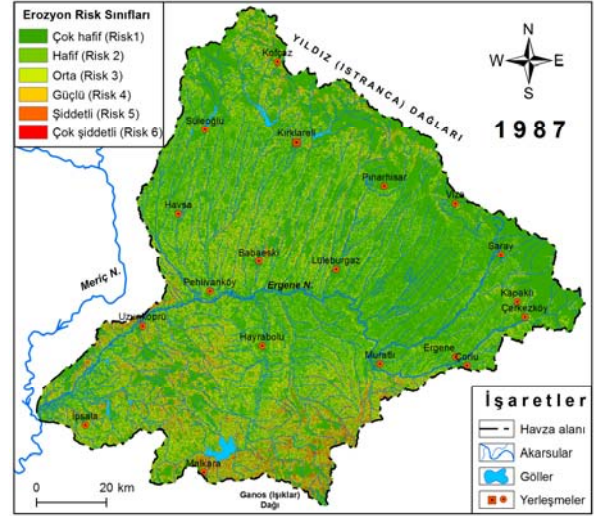 Erozyon Risk Sınıfları
Çok hafif (Risk1)
Hafif (Risk 2)
Orta (Risk 3)
Güçlü (Risk 4)
Şiddetli (Risk 5)
Çok şiddetli (Risk 6)
YILDIZ (ISTRANCA) DAĞLARI
N
W E
S
1987
Kofçaz
Süleoğlu
Kırklareli
Pınarhisar
Vize
Havsa
Saray
Babaeski
Lüleburgaz
Meriç N.
Pehlivanköy
Ergene N.
Kapaklı
Çerkezköy
Uzunköprü
Hayrabolu
Muratlı
Ergene
Çorlu
İpsala
Malkara
Ganos (Işıklar)
Dağı
0 20 km
İşaretler
Havza alanı
Akarsular
Göller
Yerleşmeler